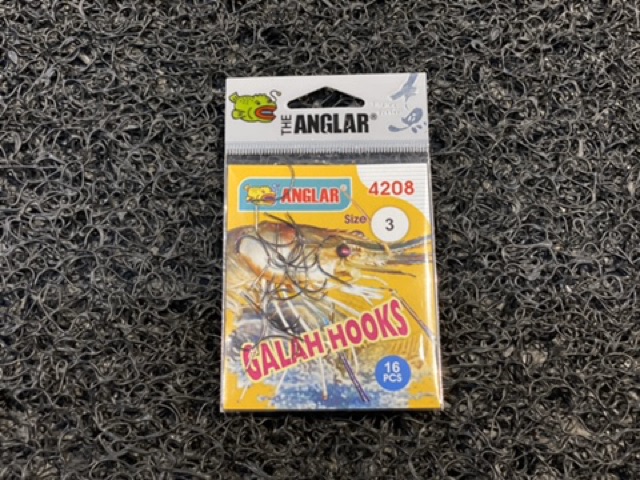 THE ANGLAR®
ANGLAR®
4208
Size 3
GALAH HOOKS
16
PCS